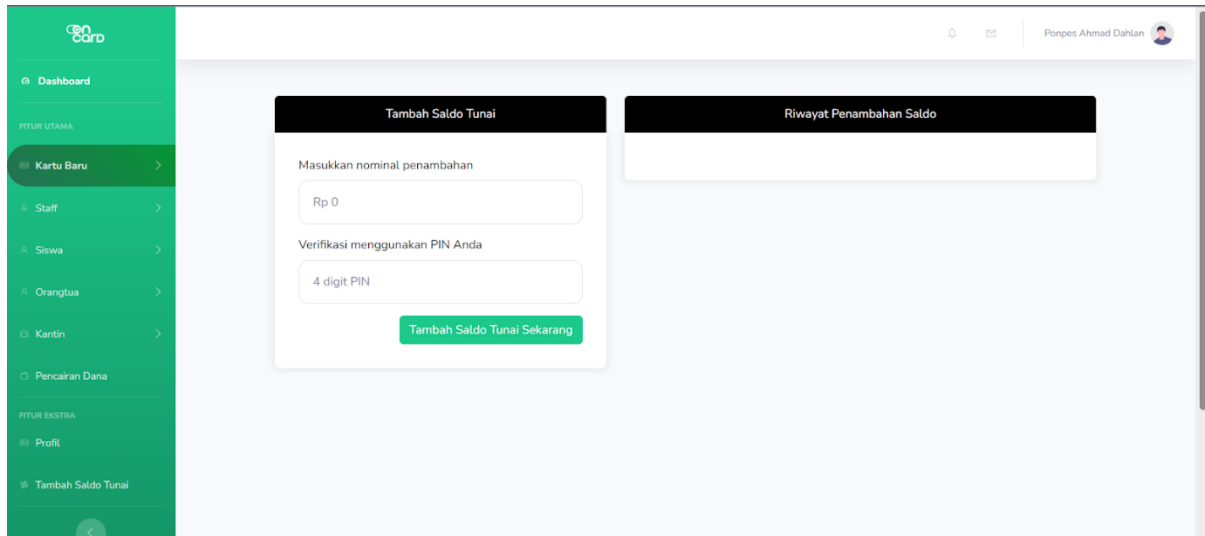 on card
Ponpes Ahmad Dahlan
Dashboard
FITUR UTAMA
Kartu Baru
Staff
Siswa
Orangtua
Kantin
Pencairan Dana
FITUR EKSTRA
Profil
Tambah Saldo Tunai
Tambah Saldo Tunai
Masukkan nominal penambahan
Rp 0
Verifikasi menggunakan PIN Anda
4 digit PIN
Tambah Saldo Tunai Sekarang
Riwayat Penambahan Saldo